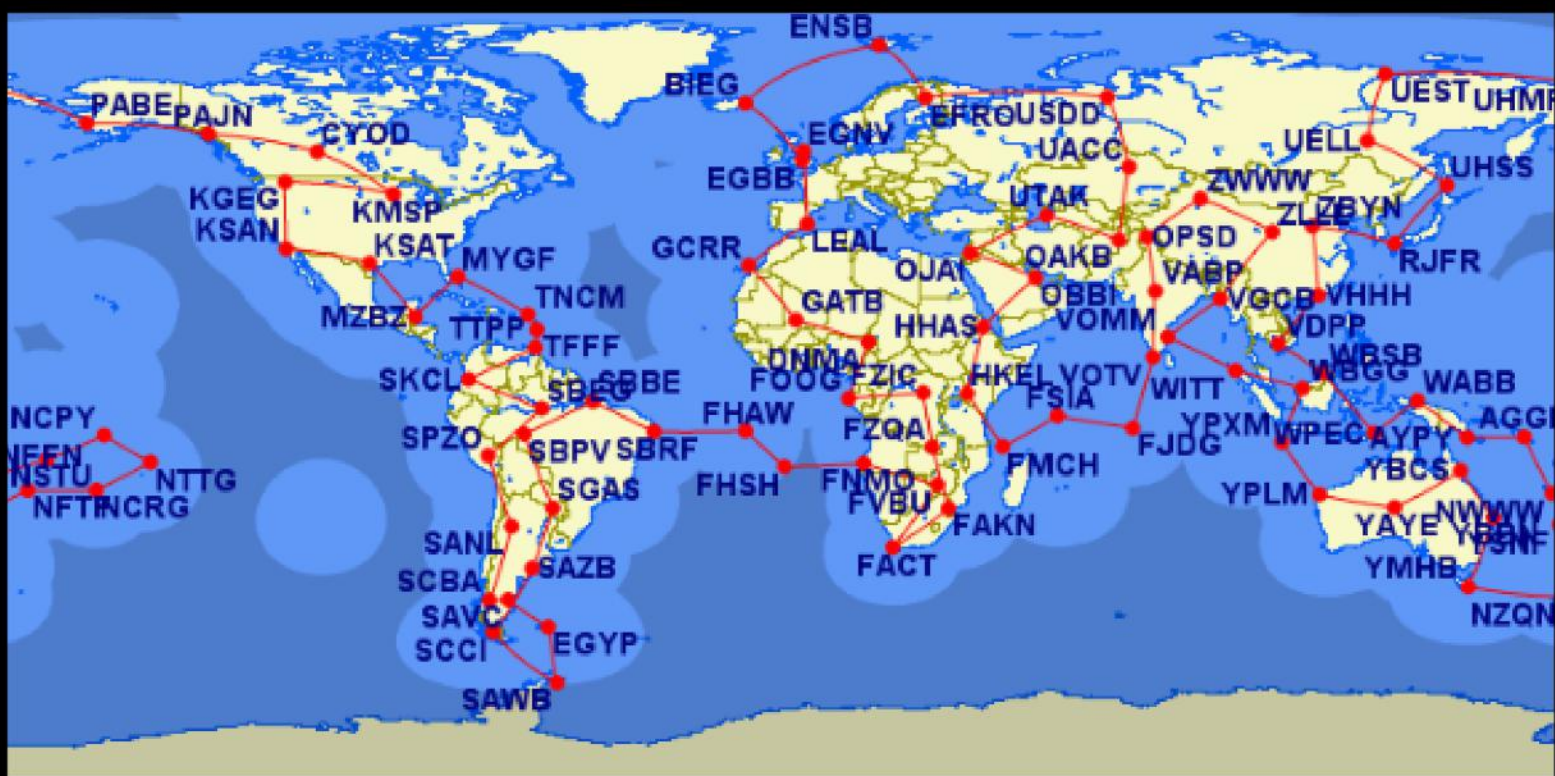 ENSB
BIEG
PABE
PAJN
CYOD
EGNV
EFRO
USDD
UEST
UHMP
UACC
UELL
UHSS
KGEG
KMSP
EGBB
UTAK
ZWWW
ZBYN
KSAN
KSAT
MYGF
GCRR
LEAL
OJAI
OAKB
OPSD
RJFR
VABP
OBBI
MZBZ
TNCM
TTPP
TFFF
GATB
HHAS
VOMM
VGCB
VHHH
VDPP
DNMA
FOOG
FZIC
HKEL
VOTV
WITT
WBGG
WBSB
WABB
SKCL
SBEG
SBBE
FHAW
FSIA
NCPY
SPZO
SBPV
SBRF
FZQA
FJDG
YPXM
WPEC
AYPY
NSTU
NTTG
NCRG
SGAS
FHSH
FNMO
FVBU
FMCH
YBCS
YPLM
YAYE
NWWW
SANL
FAKN
FACT
SCBA
SAZB
YMHB
SAVC
SCCI
EGYP
NZQN
SAWB